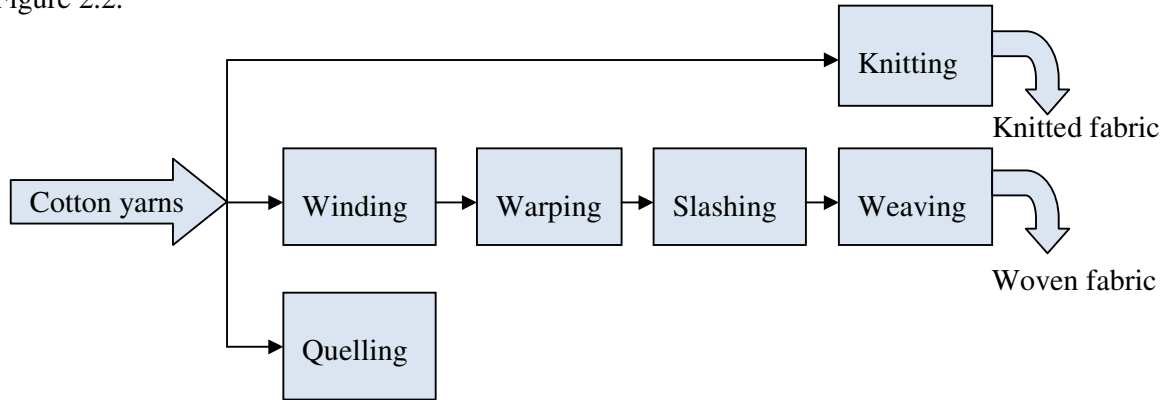 Figure 2.2.
Knitting
Knitted fabric
Cotton yarns
Winding
Warping
Slashing
Weaving
Woven fabric
Quelling